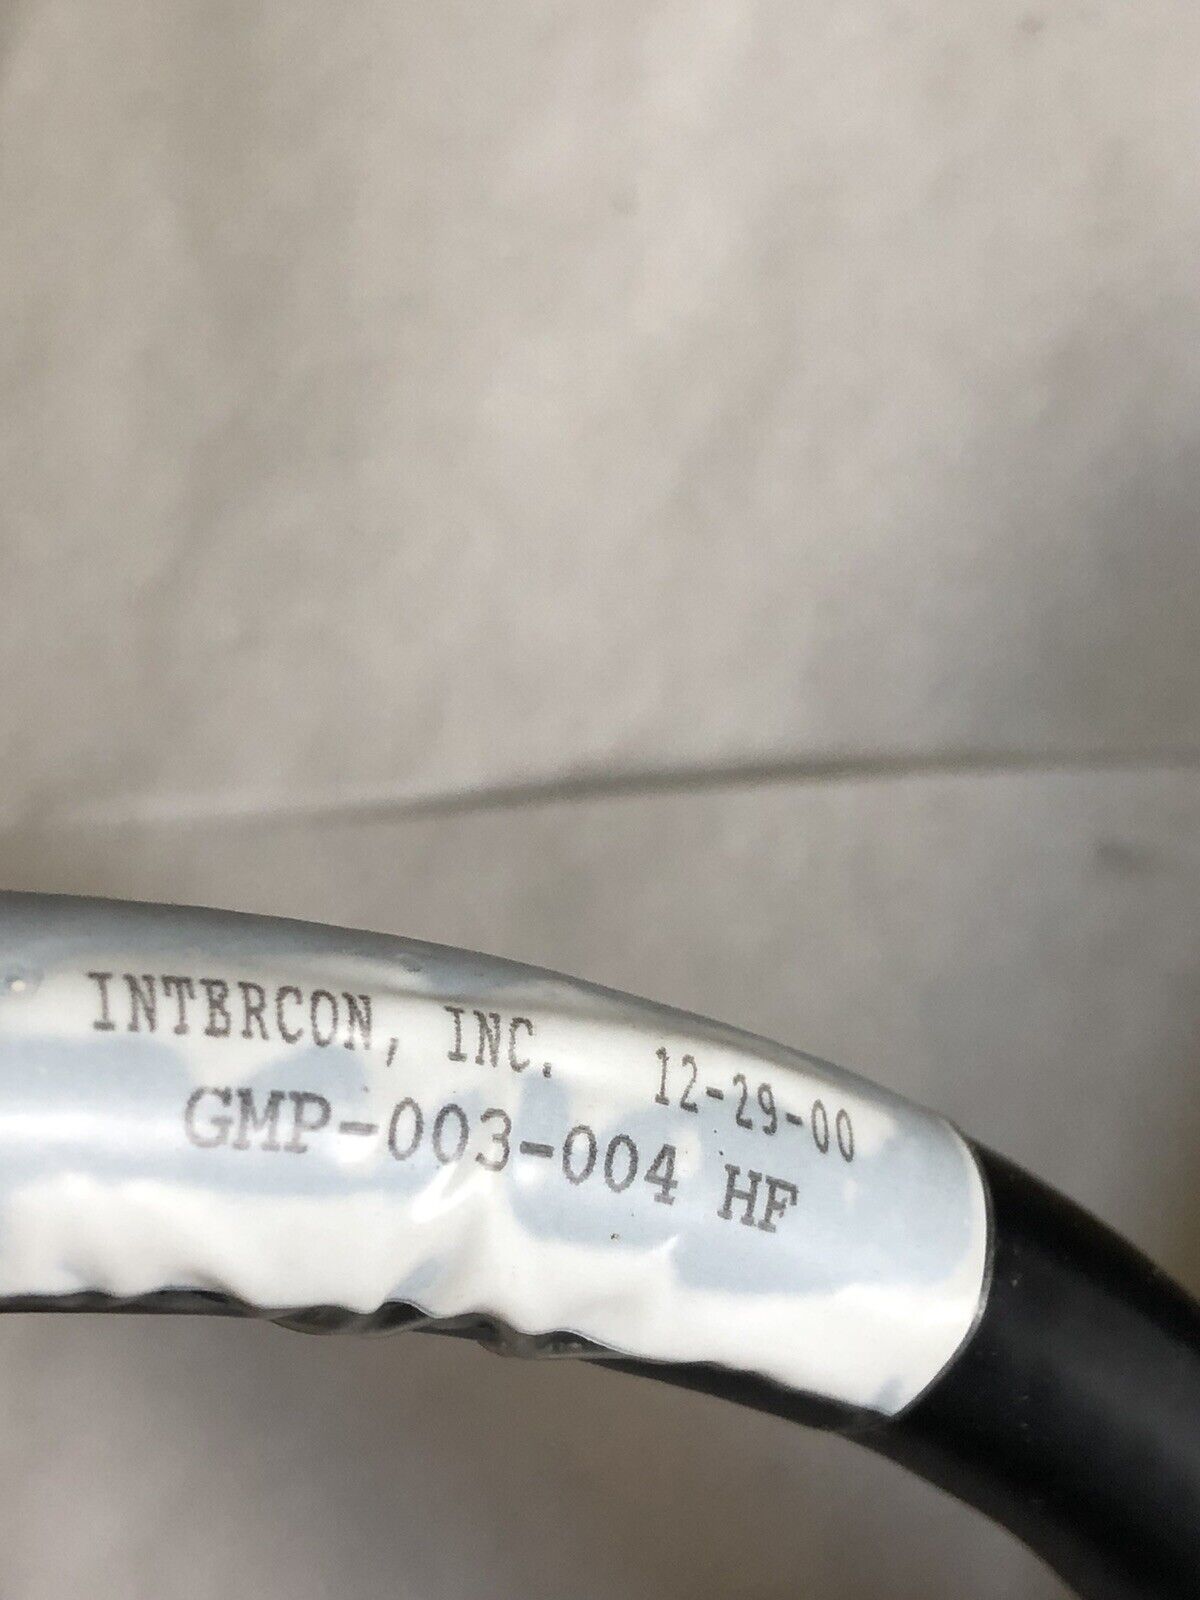 INTERCON, INC. 12-29-00
GMP-003-004 HF